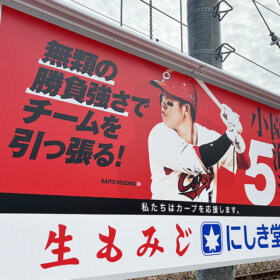 無類の
勝負強さで
チームを
引っ張る!
KAITO KOZONO
小園
5
私たちはカープを応援します。
生もみじ
にしき堂